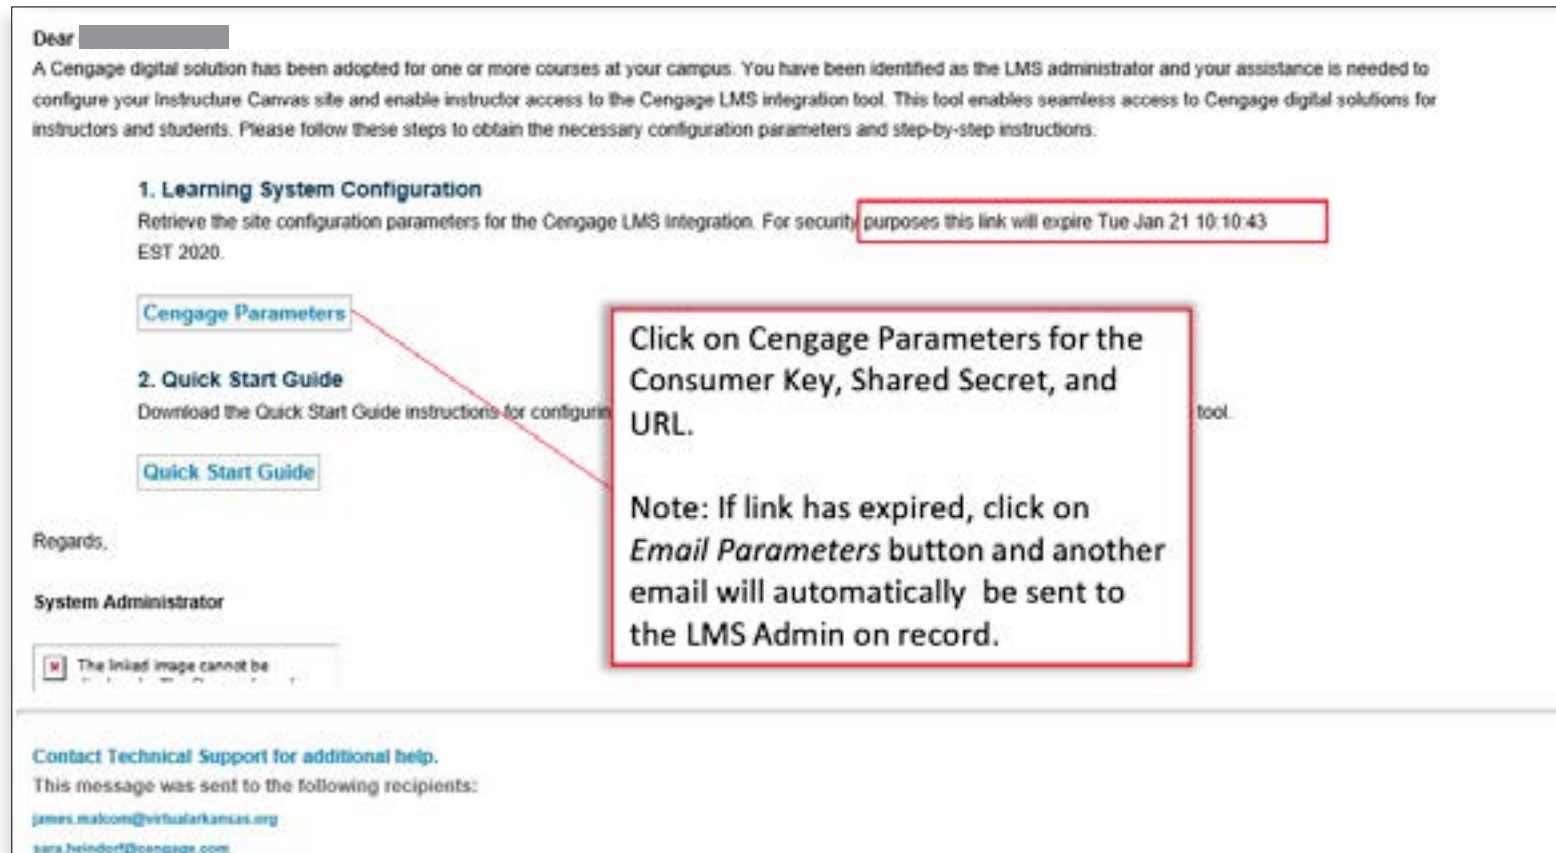 Dear
A Cengage digital solution has been adopted for one or more courses at your campus. You have been identified as the LMS administrator and your assistance is needed to
configure your Instructure Canvas site and enable instructor access to the Cengage LMS integration tool. This tool enables seamless access to Cengage digital solutions for
instructors and students. Please follow these steps to obtain the necessary configuration parameters and step-by-step instructions.
1. Learning System Configuration
Retrieve the site configuration parameters for the Cengage LMS Integration. For security purposes this link will expire Tue Jan 21 10:10:43
EST 2020.
Cengage Parameters
2. Quick Start Guide
Download the Quick Start Guide instructions for configurin tool.
Quick Start Guide
Click on Cengage Parameters for the
Consumer Key, Shared Secret, and
URL.
Note: If link has expired, click on
Email Parameters button and another
email will automatically be sent to
the LMS Admin on record.
Regards,
System Administrator
The linked image cannot be
Contact Technical Support for additional help.
This message was sent to the following recipients:
james.malcom@virtualarkansas.org
sara.heindorf@cengage.com